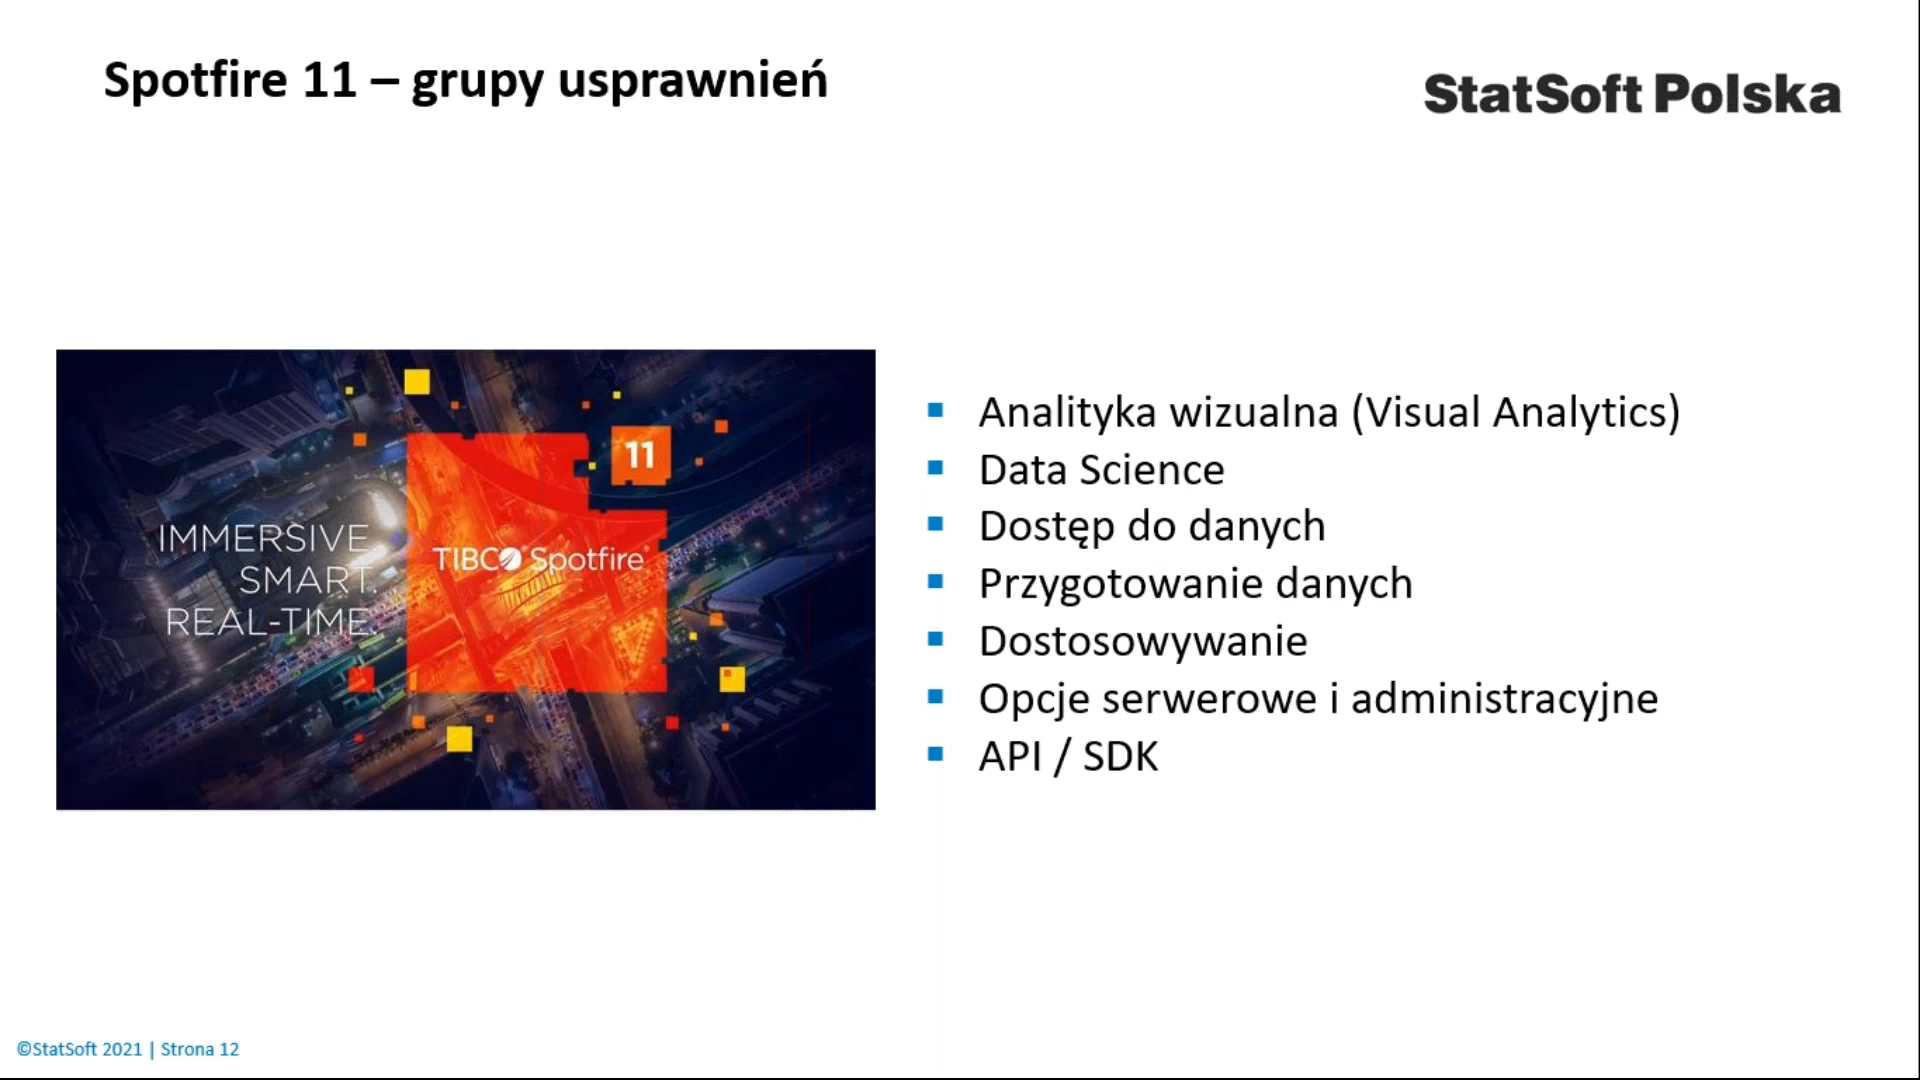 Spotfire 11 – grupy usprawnień
StatSoft Polska
IMMERSIVE.
SMART.
REAL-TIME.
TIBCO Spotfire®
11
▪ Analityka wizualna (Visual Analytics)
▪ Data Science
▪ Dostęp do danych
▪ Przygotowanie danych
▪ Dostosowywanie
▪ Opcje serwerowe i administracyjne
▪ API / SDK
©StatSoft 2021 | Strona 12